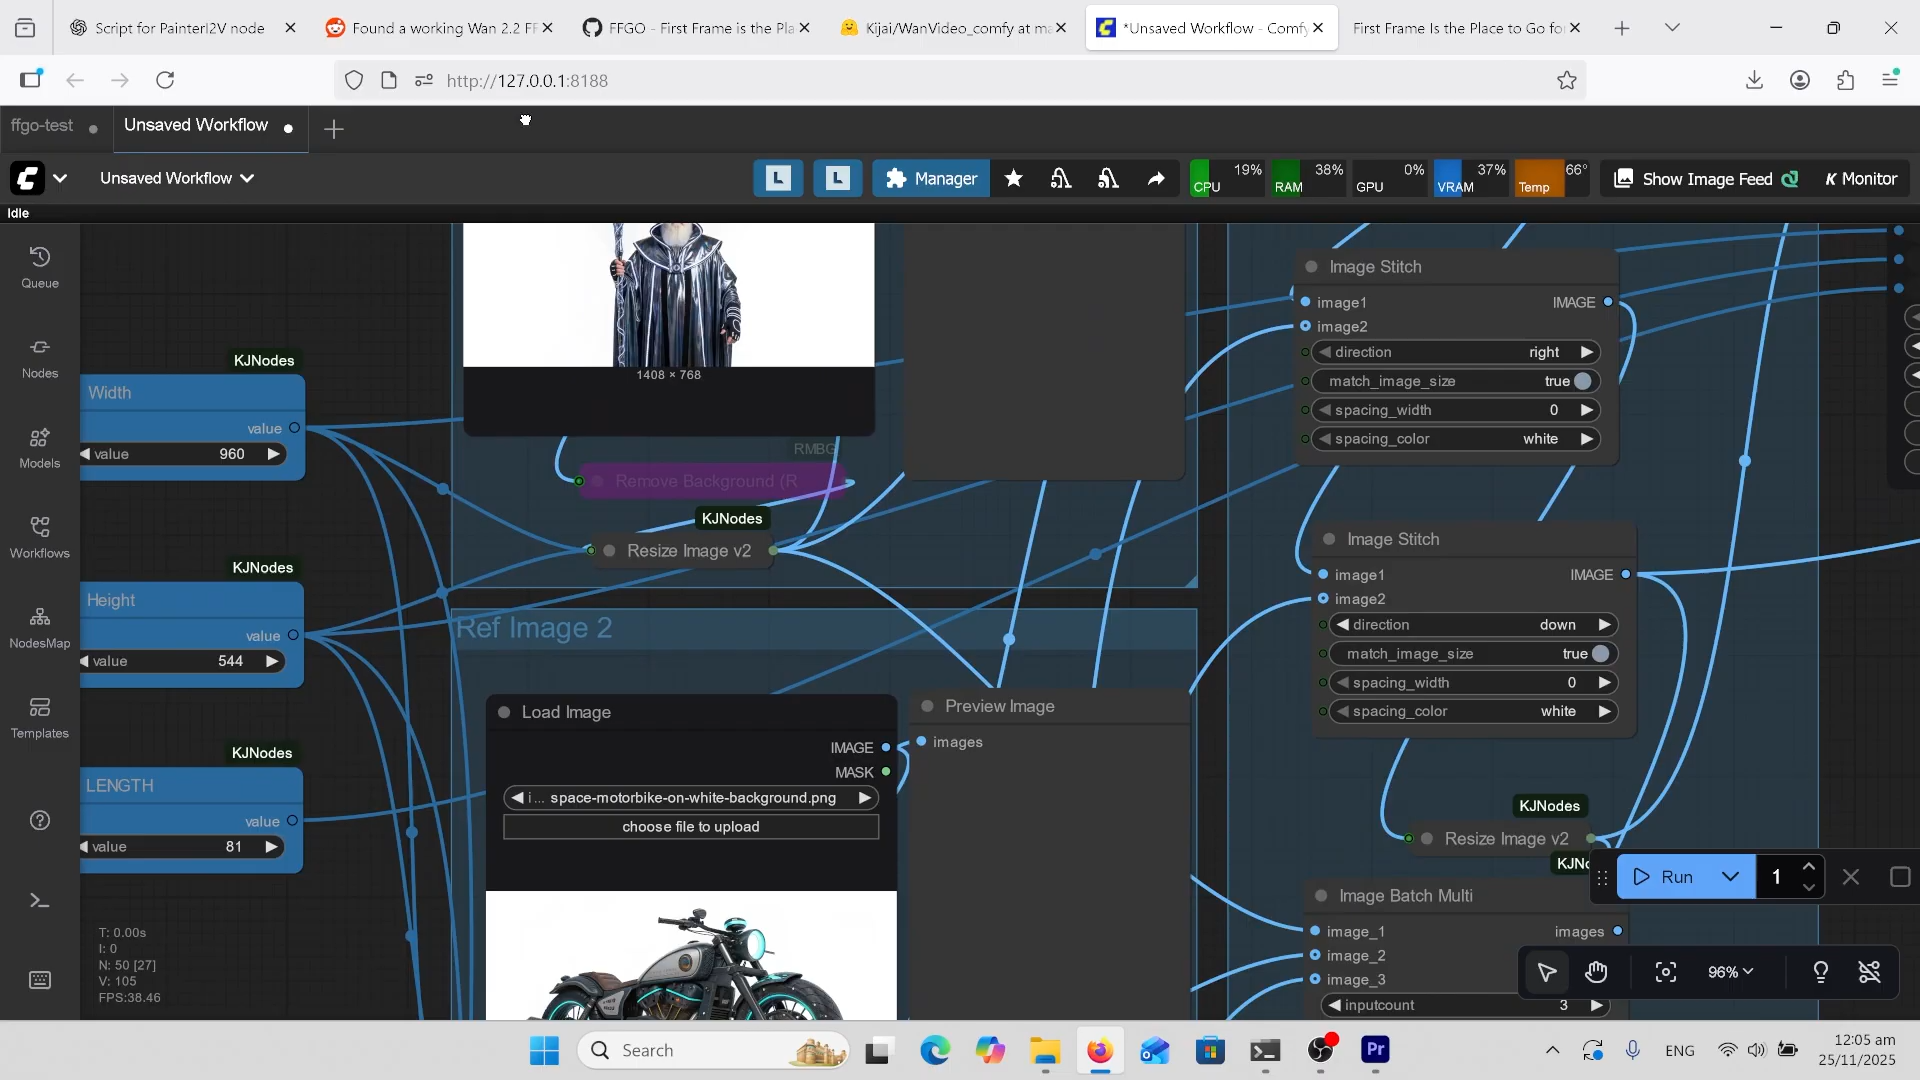 Script for PainterI2V node
Found a working Wan 2.2 FF
FFGO - First Frame is the Pla
Kijai/WanVideo_comfy at ma
*Unsaved Workflow - Comfy
First Frame Is the Place to Go fo
http://127.0.0.1:8188
ffgo-test
Unsaved Workflow
Unsaved Workflow
L
L
Manager
CPU 19%
RAM 38%
GPU 0%
VRAM 37%
Temp 66°
Show Image Feed
K Monitor
Idle
Queue
Nodes
Models
Workflows
NodesMap
Templates
KJNodes
Width
value
value 960
KJNodes
Height
value
value 544
KJNodes
LENGTH
value
value 81
1408 × 768
RMBG
Remove Background (R
KJNodes
Resize Image v2
Ref Image 2
Load Image
IMAGE
MASK
i... space-motorbike-on-white-background.png
choose file to upload
Preview Image
images
Image Stitch
image1 IMAGE
image2
direction right
match_image_size true
spacing_width 0
spacing_color white
Image Stitch
image1 IMAGE
image2
direction down
match_image_size true
spacing_width 0
spacing_color white
KJNodes
Resize Image v2
KJNo
Image Batch Multi
image_1 images
image_2
image_3
inputcount 3
Run 1
96%
T: 0.00s
I: 0
N: 50 [27]
V: 105
FPS:38.46
Search
Pr
ENG
12:05 am
25/11/2025